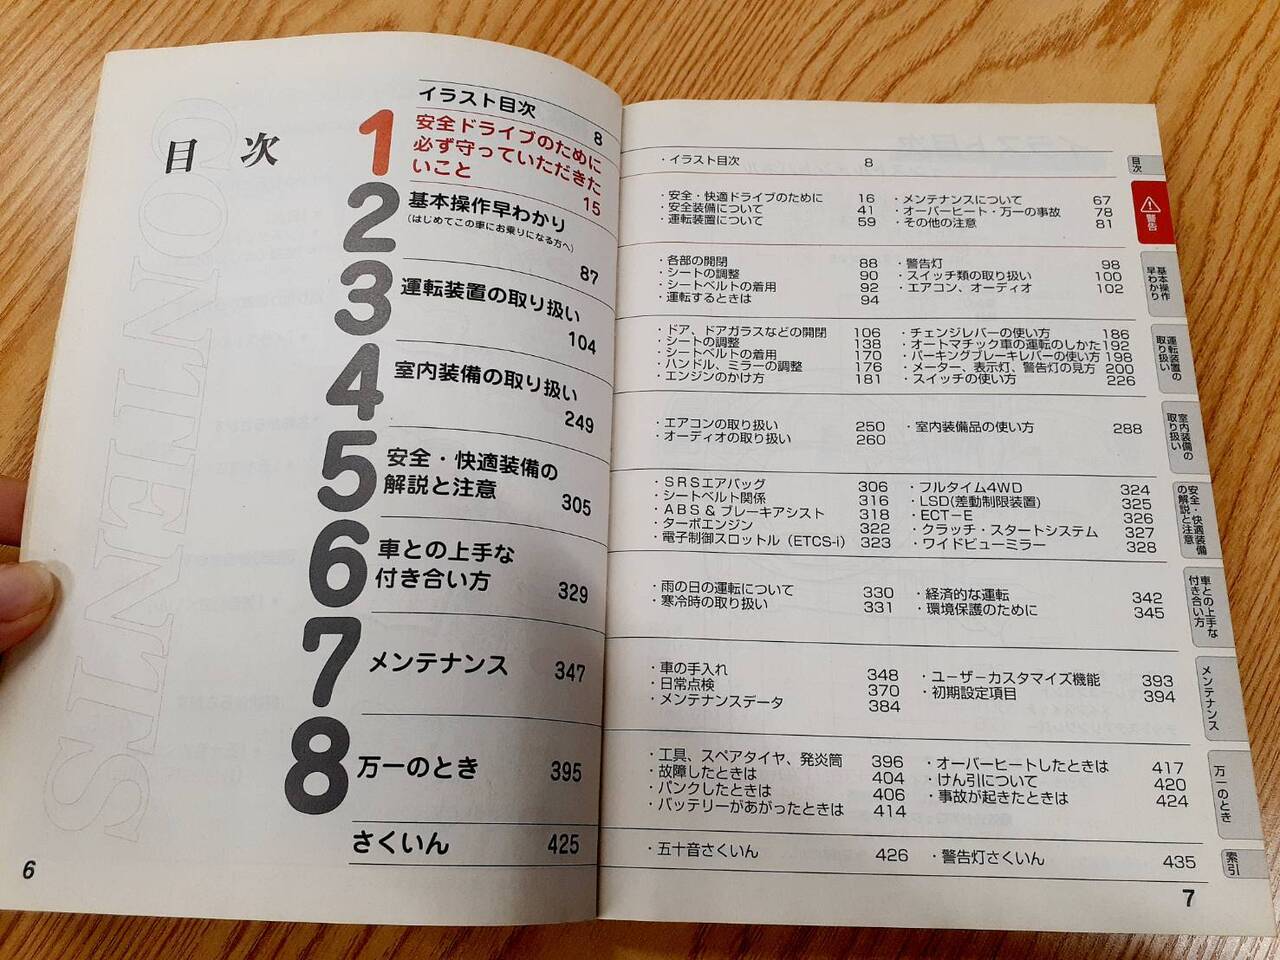 目次
CONTENTS
イラスト目次 8
1 安全ドライブのために
必ず守っていただきた
いこと 15
2 基本操作早わかり
(はじめてこの車にお乗りになる方へ)
87
3 運転装置の取り扱い
104
4 室内装備の取り扱い
249
5 安全・快適装備の
解説と注意 305
6 車との上手な
付き合い方 329
7 メンテナンス 347
8 万一のとき 395
さくいん 425
6
・イラスト目次 8
・安全・快適ドライブのために 16 ・メンテナンスについて 67
・安全装備について 41 ・オーバーヒート・万一の事故 78
・運転装置について 59 ・その他の注意 81
・各部の開閉 88 ・警告灯 98
・シートの調整 90 ・スイッチ類の取り扱い 100
・シートベルトの着用 92 ・エアコン、オーディオ 102
・運転するときは 94
・ドア、ドアガラスなどの開閉 106 ・チェンジレバーの使い方 186
・シートの調整 138 ・オートマチック車の運転のしかた 192
・シートベルトの着用 170 ・パーキングブレーキレバーの使い方 198
・ハンドル、ミラーの調整 176 ・メーター、表示灯、警告灯の見方 200
・エンジンのかけ方 181 ・スイッチの使い方 226
・エアコンの取り扱い 250 ・室内装備品の使い方 288
・オーディオの取り扱い 260
・SRSエアバッグ 306 ・フルタイム4WD 324
・シートベルト関係 316 ・LSD(差動制限装置) 325
・ABS & ブレーキアシスト 318 ・ECT-E 326
・ターボエンジン 322 ・クラッチ・スタートシステム 327
・電子制御スロットル(ETCS-i) 323 ・ワイドビューミラー 328
・雨の日の運転について 330 ・経済的な運転 342
・寒冷時の取り扱い 331 ・環境保護のために 345
・車の手入れ 348 ・ユーザーカスタマイズ機能 393
・日常点検 370 ・初期設定項目 394
・メンテナンスデータ 384
・工具、スペアタイヤ、発炎筒 396 ・オーバーヒートしたときは 417
・故障したときは 404 ・けん引について 420
・パンクしたときは 406 ・事故が起きたときは 424
・バッテリーがあがったときは 414
・五十音さくいん 426 ・警告灯さくいん 435
7
目次
警告
基本操作
早わかり
運転装置の
取り扱い
室内装備の
取り扱い
安全・快適装備
の解説と注意
車との上手な
付き合い方
メンテナンス
万一のとき
索引